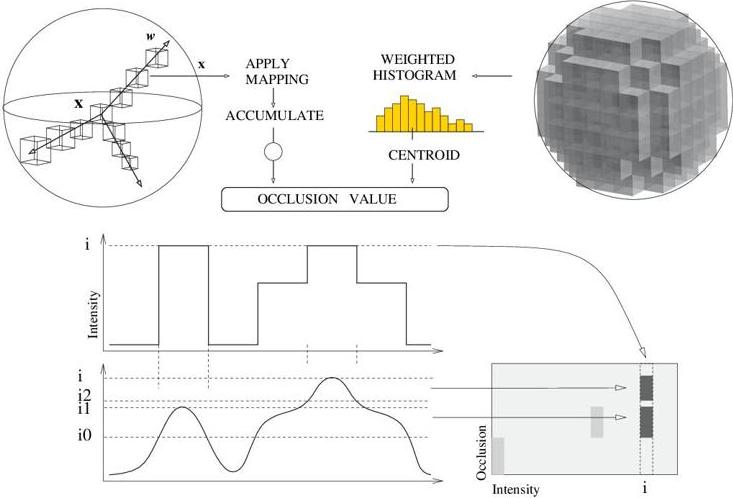 w
x
X
APPLY
MAPPING
ACCUMULATE
WEIGHTED
HISTOGRAM
CENTROID
OCCLUSION VALUE
i
Intensity
i
i2
i1
i0
Occlusion
Intensity
i